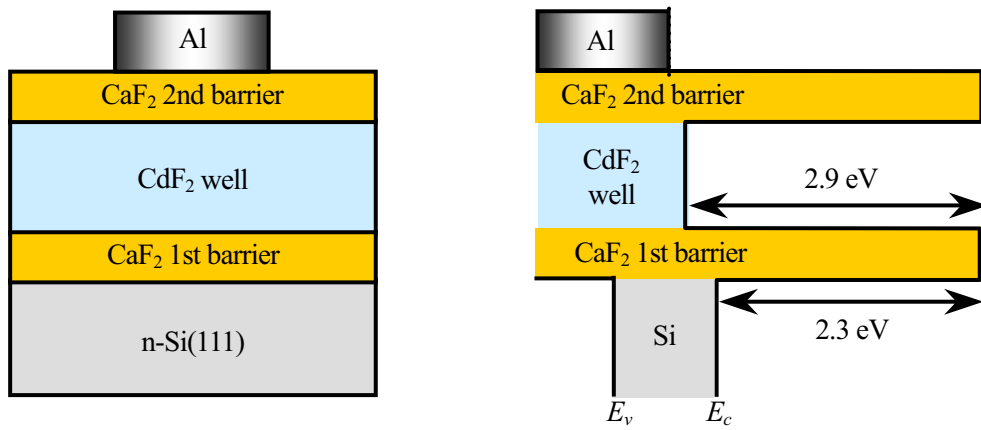 Al
CaF₂ 2nd barrier
CdF₂ well
CaF₂ 1st barrier
n-Si(111)
Al
CaF₂ 2nd barrier
CdF₂
well
2.9 eV
CaF₂ 1st barrier
Si
2.3 eV
Eᵥ
E꜀